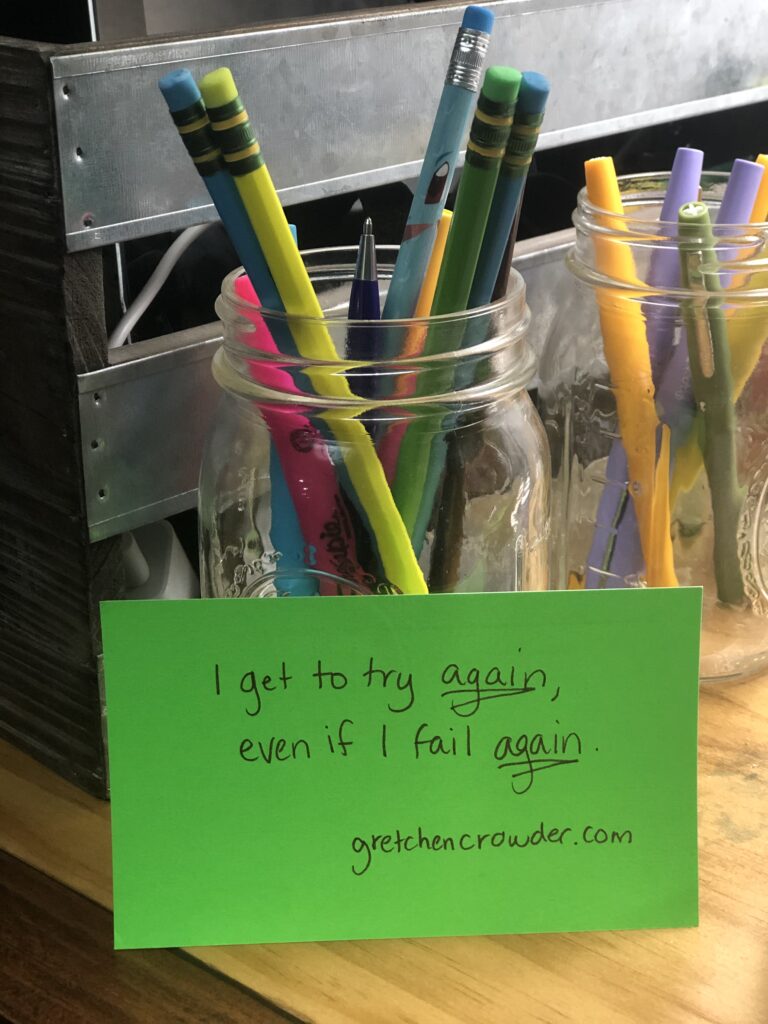 I get to try again,
even if I fail again.
gretchencrowder.com